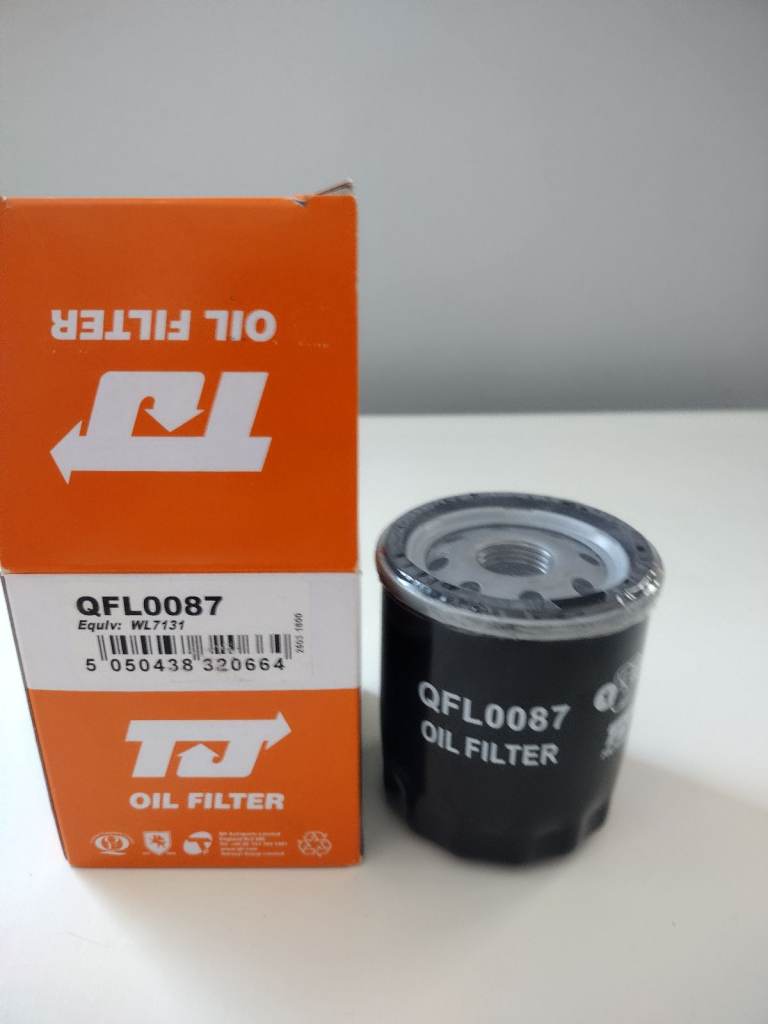 OIL FILTER
TJ
QFL0087
Equiv: WL7131
5 050438 320664
TJ
OIL FILTER
QFL0087
OIL FILTER